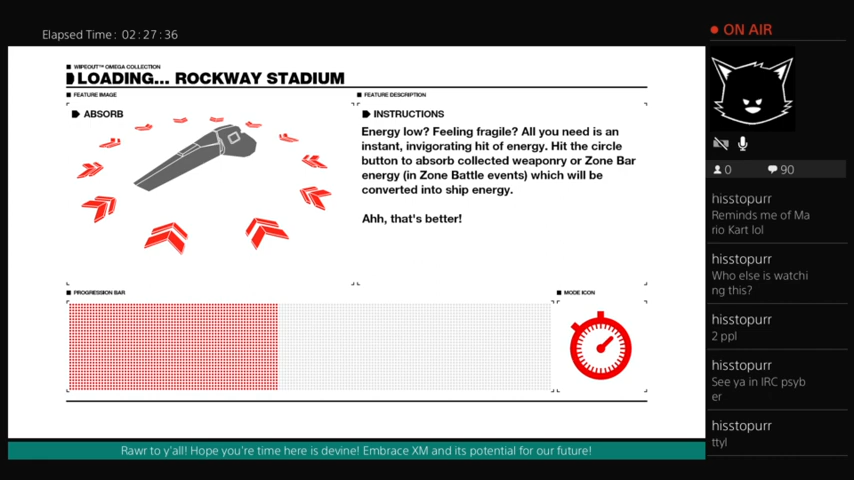 Elapsed Time : 02:27:36
ON AIR
WIPEOUT™ OMEGA COLLECTION
LOADING... ROCKWAY STADIUM
FEATURE IMAGE
FEATURE DESCRIPTION
ABSORB
INSTRUCTIONS
Energy low? Feeling fragile? All you need is an
instant, invigorating hit of energy. Hit the circle
button to absorb collected weaponry or Zone Bar
energy (in Zone Battle events) which will be
converted into ship energy.
Ahh, that's better!
PROGRESSION BAR
MODE ICON
0
90
hisstopurr
Reminds me of Ma
rio Kart lol
hisstopurr
Who else is watchi
ng this?
hisstopurr
2 ppl
hisstopurr
See ya in IRC psyb
er
hisstopurr
ttyl
Rawr to y'all! Hope you're time here is devine! Embrace XM and its potential for our future!